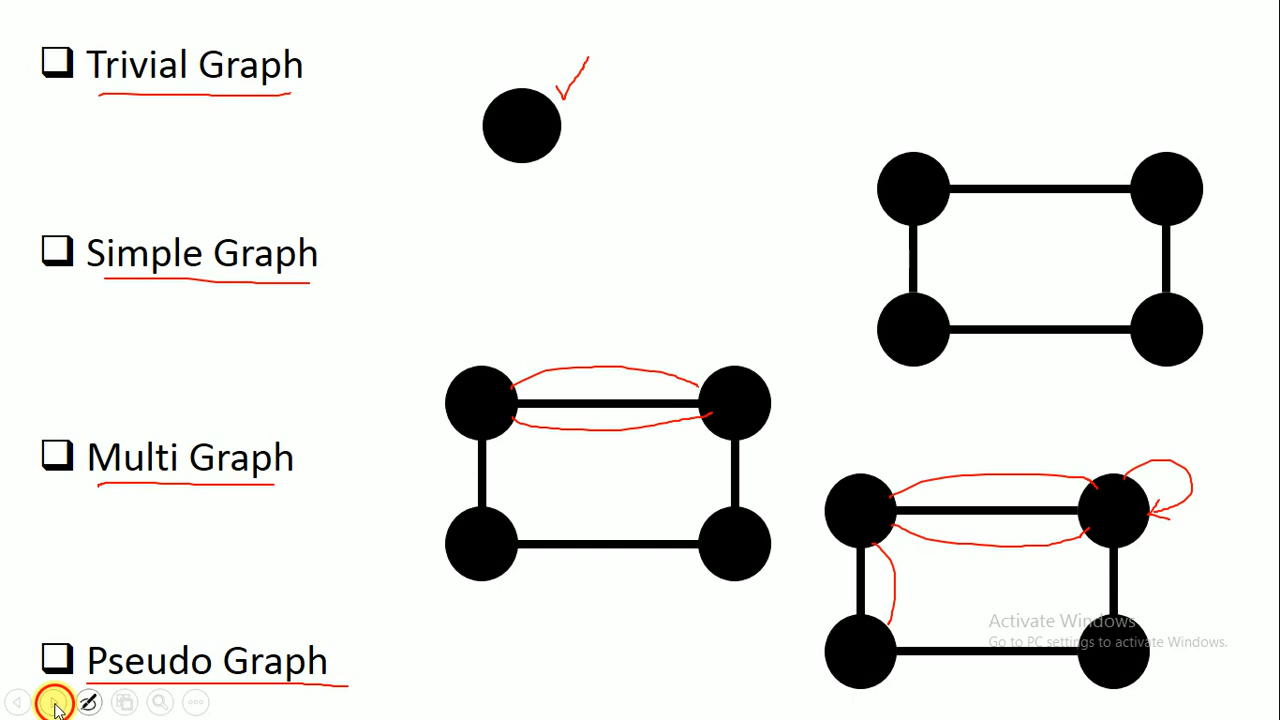 Trivial Graph
Simple Graph
Multi Graph
Pseudo Graph
Activate Windows
Go to PC settings to activate Windows.